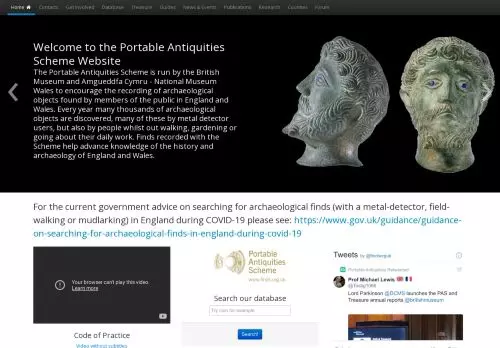 Home Contacts Get Involved Database Treasure Guides News & Events Publications Research Counties Forum
Welcome to the Portable Antiquities
Scheme Website
The Portable Antiquities Scheme is run by the British
Museum and Amgueddfa Cymru - National Museum
Wales to encourage the recording of archaeological
objects found by members of the public in England and
Wales. Every year many thousands of archaeological
objects are discovered, many of these by metal detector
users, but also by people whilst out walking, gardening or
going about their daily work. Finds recorded with the
Scheme help advance knowledge of the history and
archaeology of England and Wales.
For the current government advice on searching for archaeological finds (with a metal-detector, field-
walking or mudlarking) in England during COVID-19 please see: https://www.gov.uk/guidance/guidance-
on-searching-for-archaeological-finds-in-england-during-covid-19
Your browser can't play this
video.
Learn more
Code of Practice
Video without subtitles
Portable
Antiquities
Scheme
www.finds.org.uk
Search our database
Try coin for example
Search!
Tweets by @findsorguk
Portable Antiquities Retweeted
Prof Michael Lewis
Lord Parkinson @DCMS launches the PAS and
Treasure annual reports @britishmuseum